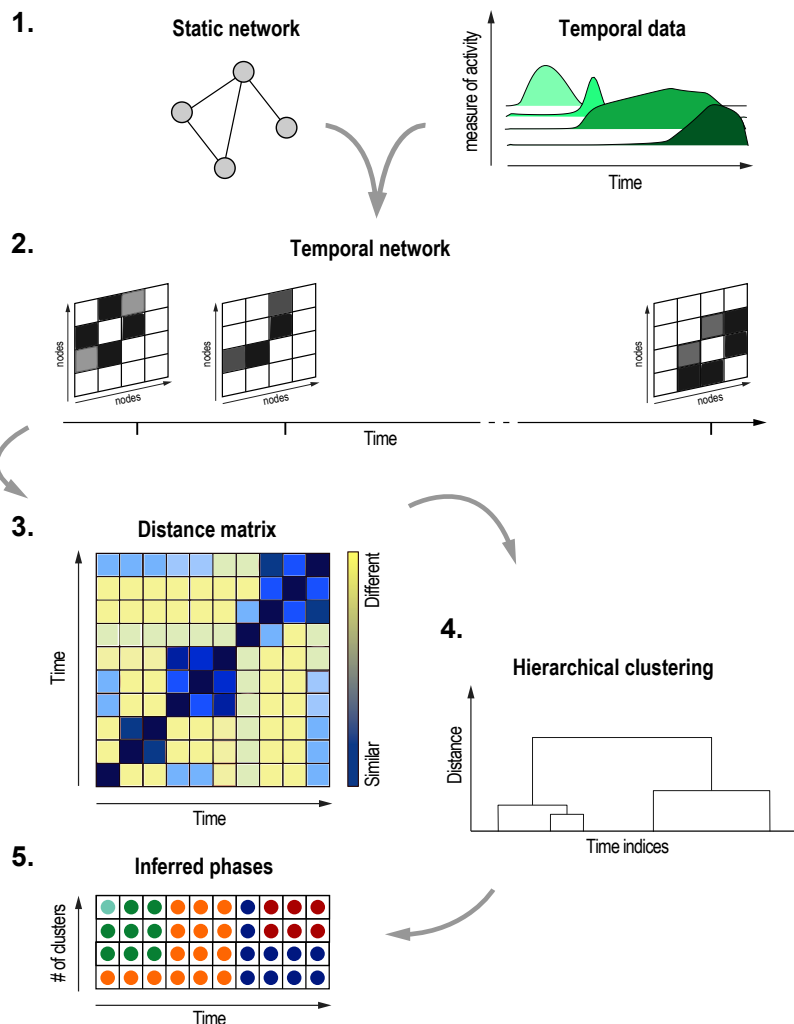 1.
Static network
Temporal data
measure of activity
Time
2.
Temporal network
nodes
nodes
nodes
nodes
nodes
nodes
Time
3.
Distance matrix
Time
Time
Different
Similar
4.
Hierarchical clustering
Distance
Time indices
5.
Inferred phases
# of clusters
Time